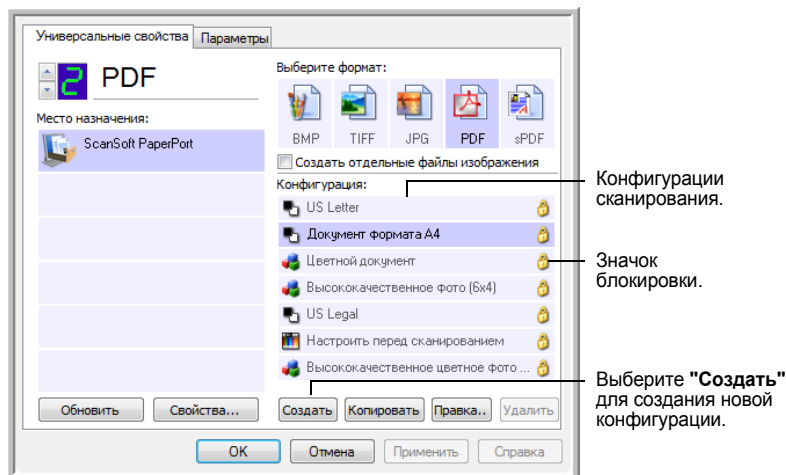 Универсальные свойства Параметры
2 PDF
Место назначения:
ScanSoft PaperPort
Выберите формат:
BMP TIFF JPG PDF sPDF
Создать отдельные файлы изображения
Конфигурация:
US Letter
Документ формата A4
Цветной документ
Высококачественное фото (6x4)
US Legal
Настроить перед сканированием
Высококачественное цветное фото ...
Обновить Свойства...
Создать Копировать Правка.. Удалить
OK Отмена Применить Справка
Конфигурации
сканирования.
Значок
блокировки.
Выберите "Создать"
для создания новой
конфигурации.